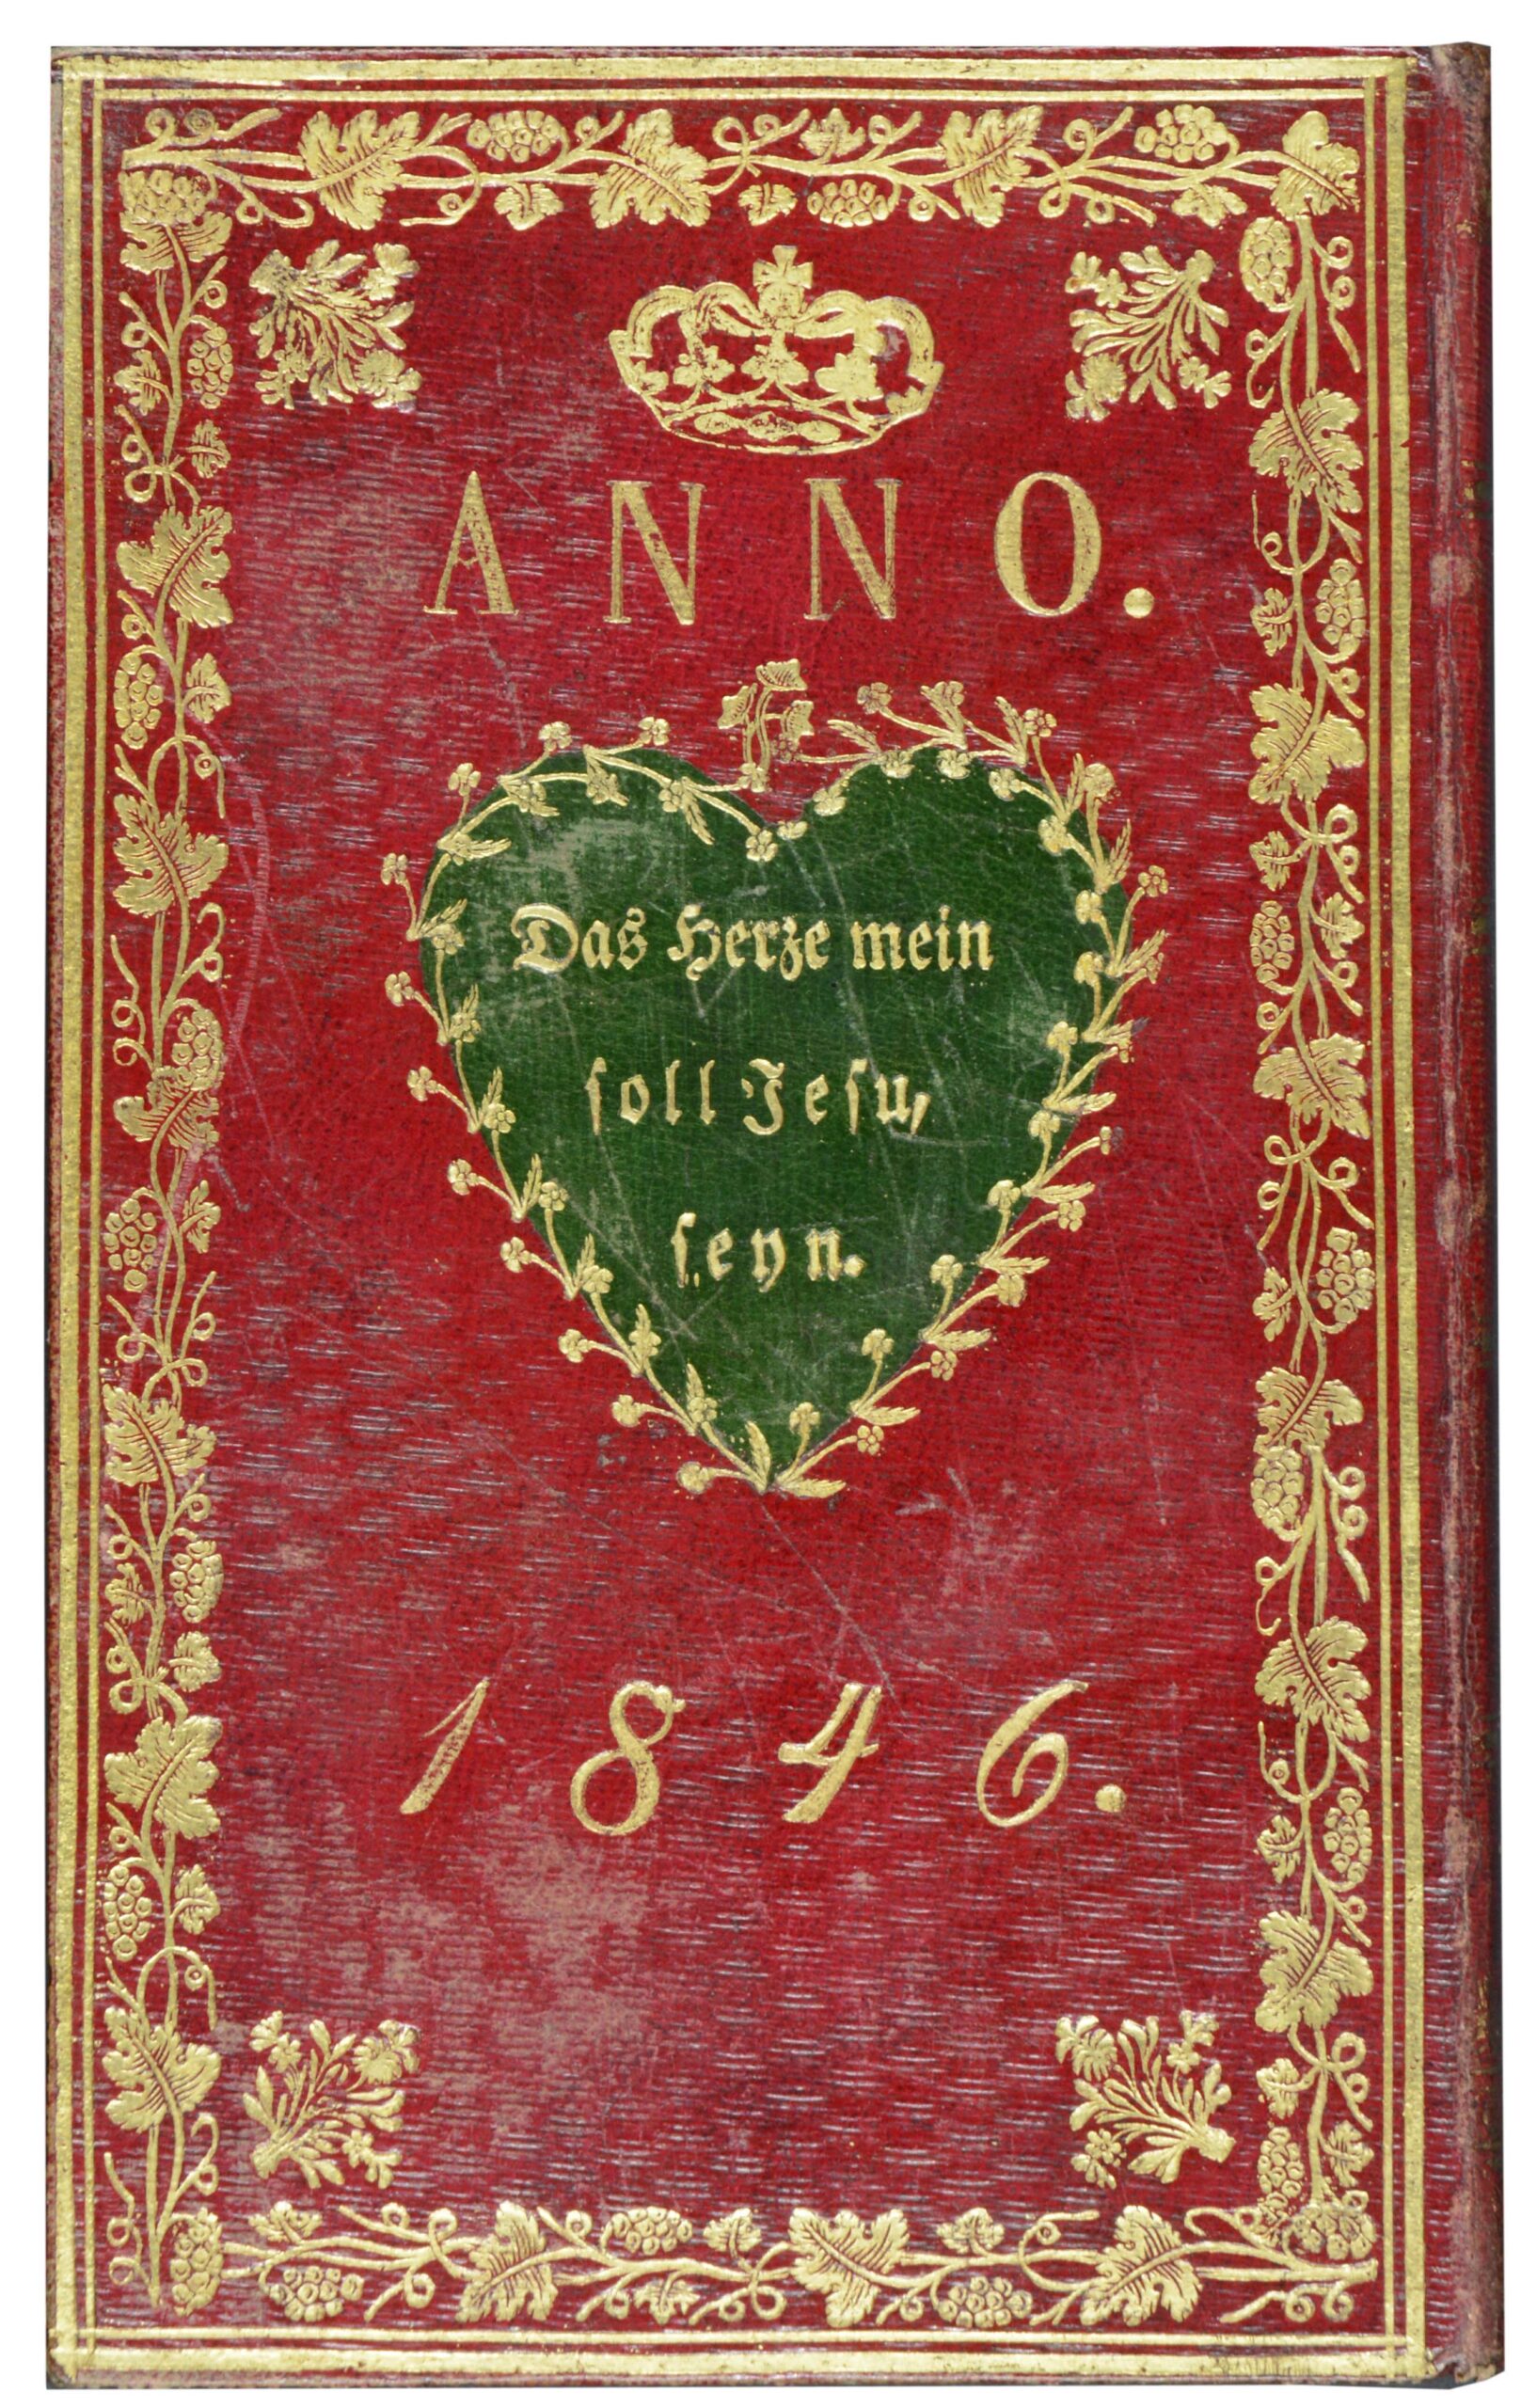 ANNO.
Das Herze mein
soll Jesu,
seyn.
1846.